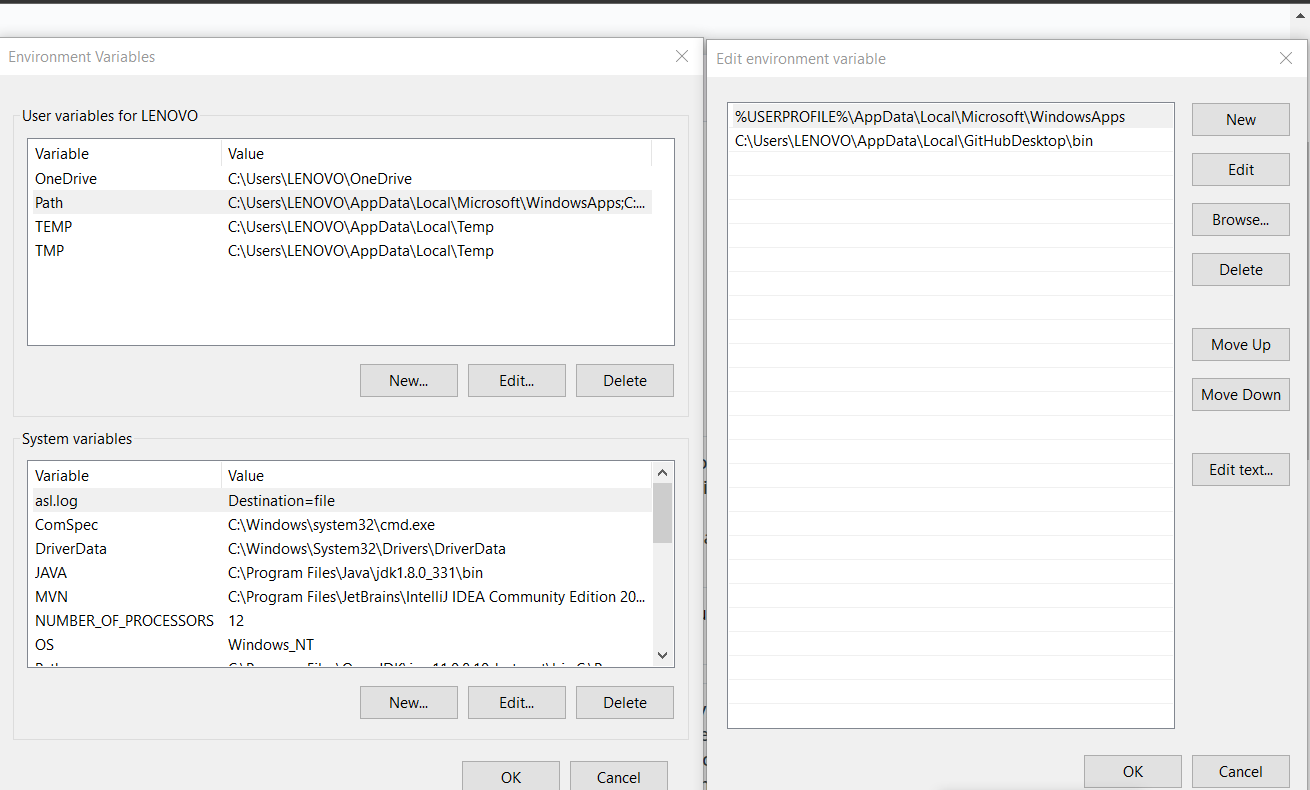 Environment Variables
User variables for LENOVO
Variable Value
OneDrive C:\Users\LENOVO\OneDrive
Path C:\Users\LENOVO\AppData\Local\Microsoft\WindowsApps;C:...
TEMP C:\Users\LENOVO\AppData\Local\Temp
TMP C:\Users\LENOVO\AppData\Local\Temp
New... Edit... Delete
System variables
Variable Value
asl.log Destination=file
ComSpec C:\Windows\system32\cmd.exe
DriverData C:\Windows\System32\Drivers\DriverData
JAVA C:\Program Files\Java\jdk1.8.0_331\bin
MVN C:\Program Files\JetBrains\IntelliJ IDEA Community Edition 20...
NUMBER_OF_PROCESSORS 12
OS Windows_NT
New... Edit... Delete
OK Cancel
Edit environment variable
%USERPROFILE%\AppData\Local\Microsoft\WindowsApps
C:\Users\LENOVO\AppData\Local\GitHubDesktop\bin
New
Edit
Browse...
Delete
Move Up
Move Down
Edit text...
OK Cancel